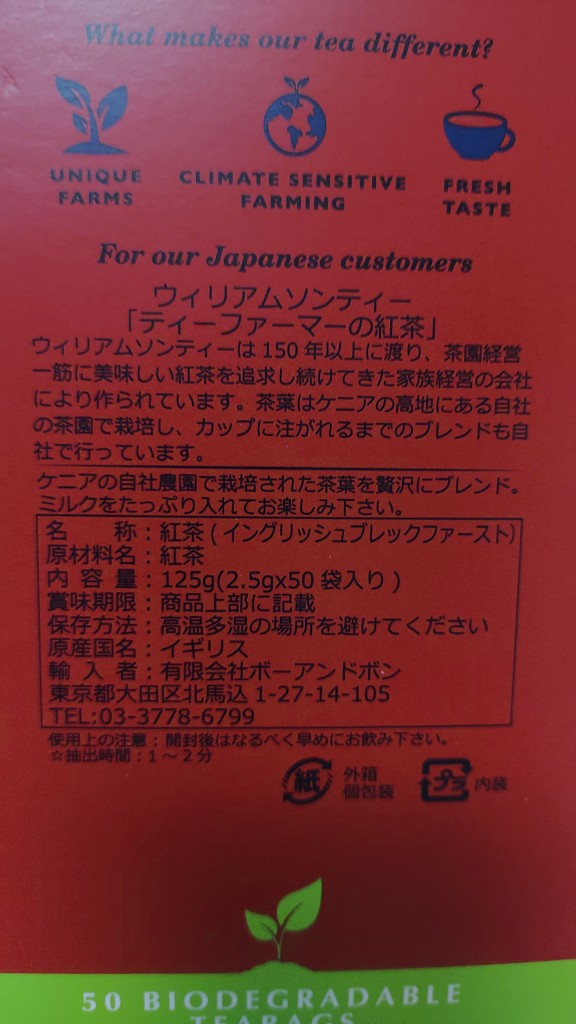 What makes our tea different?
UNIQUE
FARMS
CLIMATE SENSITIVE
FARMING
FRESH
TASTE
For our Japanese customers
ウィリアムソンティー
「ティーファーマーの紅茶」
ウィリアムソンティーは 150 年以上に渡り、茶園経営
一筋に美味しい紅茶を追求し続けてきた家族経営の会社
により作られています。茶葉はケニアの高地にある自社
の茶園で栽培し、カップに注がれるまでのブレンドも自
社で行っています。
ケニアの自社農園で栽培された茶葉を贅沢にブレンド。
ミルクをたっぷり入れてお楽しみ下さい。
名　　称：紅茶 ( イングリッシュブレックファースト)
原材料名：紅茶
内 容 量：125g(2.5gx50 袋入り )
賞味期限：商品上部に記載
保存方法：高温多湿の場所を避けてください
原産国名：イギリス
輸 入 者：有限会社ボーアンドボン
東京都大田区北馬込 1-27-14-105
TEL:03-3778-6799
使用上の注意：開封後はなるべく早めにお飲み下さい。
☆抽出時間：1 〜 2 分
紙
外箱
個包装
プラ
内装
50 BIODEGRADABLE
TEABAGS